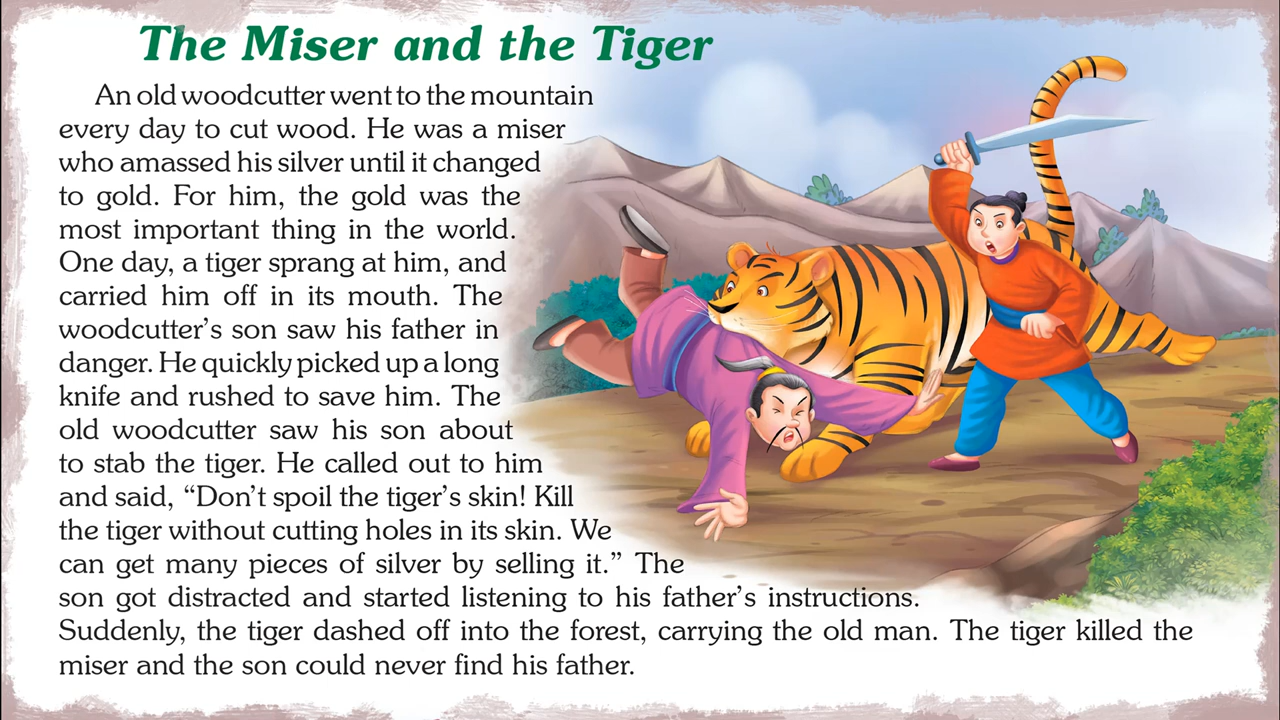 The Miser and the Tiger
An old woodcutter went to the mountain
every day to cut wood. He was a miser
who amassed his silver until it changed
to gold. For him, the gold was the
most important thing in the world.
One day, a tiger sprang at him, and
carried him off in its mouth. The
woodcutter’s son saw his father in
danger. He quickly picked up a long
knife and rushed to save him. The
old woodcutter saw his son about
to stab the tiger. He called out to him
and said, “Don’t spoil the tiger’s skin! Kill
the tiger without cutting holes in its skin. We
can get many pieces of silver by selling it.” The
son got distracted and started listening to his father’s instructions.
Suddenly, the tiger dashed off into the forest, carrying the old man. The tiger killed the
miser and the son could never find his father.